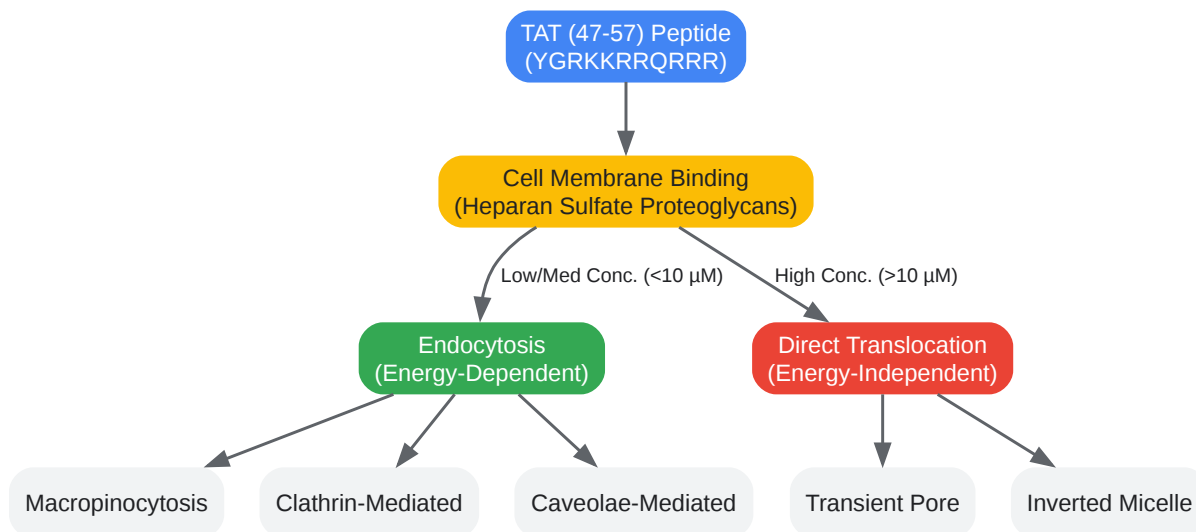 TAT (47-57) Peptide
(YGRKKRRQRRR)
Cell Membrane Binding
(Heparan Sulfate Proteoglycans)
Low/Med Conc. (<10 µM)
High Conc. (>10 µM)
Endocytosis
(Energy-Dependent)
Direct Translocation
(Energy-Independent)
Macropinocytosis
Clathrin-Mediated
Caveolae-Mediated
Transient Pore
Inverted Micelle